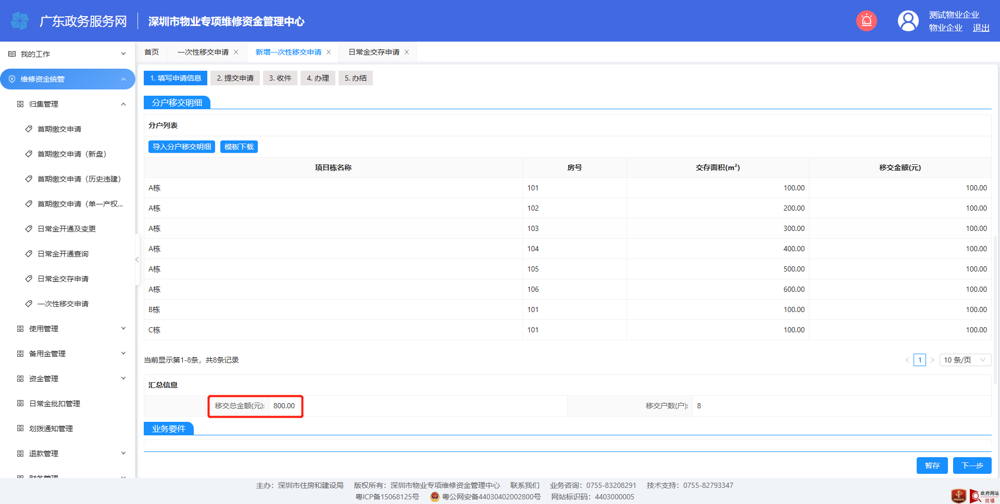 广东政务服务网
深圳市物业专项维修资金管理中心
测试物业企业
物业企业 退出
我的工作
维修资金统管
归集管理
首期缴交申请
首期缴交申请（新盘）
首期缴交申请（历史违建）
首期缴交申请（单一产权...
日常金开通及变更
日常金开通查询
日常金交存申请
一次性移交申请
使用管理
备用金管理
资金管理
日常金批扣管理
划拨通知管理
退款管理
财务管理
首页 一次性移交申请 新增一次性移交申请 日常金交存申请
1. 填写申请信息 2. 提交申请 3. 收件 4. 办理 5. 办结
分户移交明细
分户列表
导入分户移交明细 模板下载
项目栋名称 房号 交存面积(m²) 移交金额(元)
A栋 101 100.00 100.00
A栋 102 200.00 100.00
A栋 103 300.00 100.00
A栋 104 400.00 100.00
A栋 105 500.00 100.00
A栋 106 600.00 100.00
B栋 101 100.00 100.00
C栋 101 100.00 100.00
当前显示第1-8条，共8条记录
1 10 条/页
汇总信息
移交总金额(元): 800.00 移交户数(户): 8
业务要件
暂存 下一步
主办：深圳市住房和建设局 版权所有：深圳市物业专项维修资金管理中心 联系我们 业务咨询：0755-83208291 技术支持：0755-82793347
粤ICP备15068125号 粤公网安备44030402002800号 网站标识码：4403000005
政府网站
找错